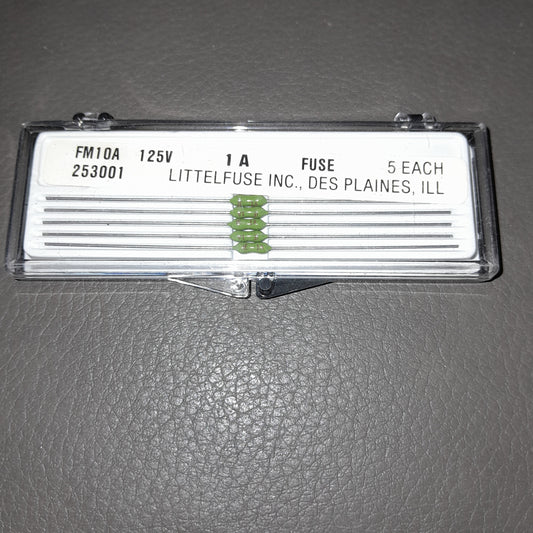 FM10A 125V 1 A FUSE 5 EACH
253001 LITTELFUSE INC., DES PLAINES, ILL